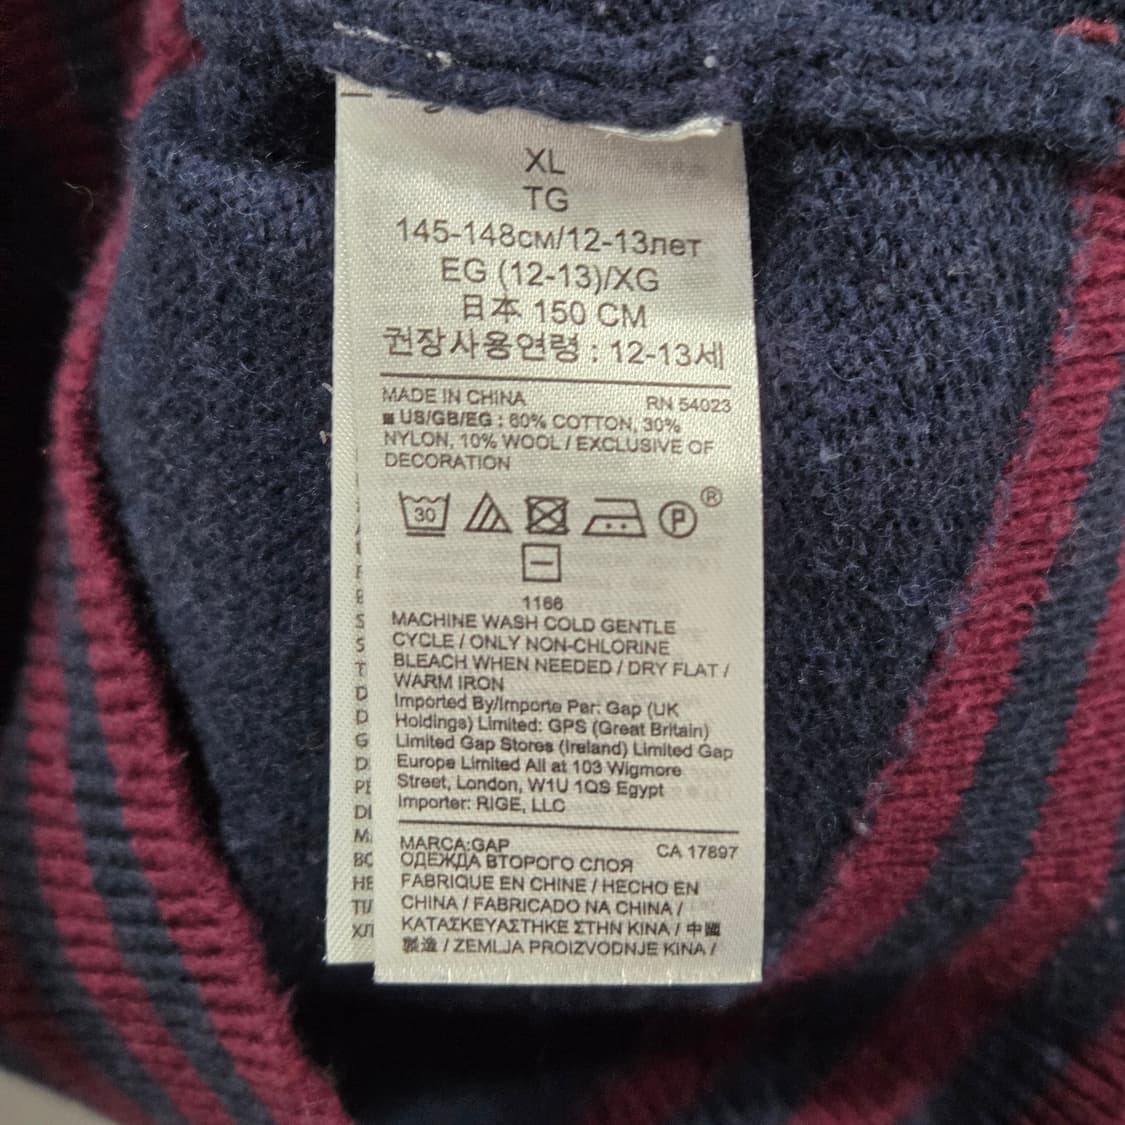 XL
TG
145-148см/12-13лет
EG (12-13)/XG
日本 150 CM
권장사용연령 : 12-13세
MADE IN CHINA
RN 54023
US/GB/EG : 60% COTTON, 30%
NYLON, 10% WOOL / EXCLUSIVE OF
DECORATION
30
P
®
1166
MACHINE WASH COLD GENTLE
CYCLE / ONLY NON-CHLORINE
BLEACH WHEN NEEDED / DRY FLAT /
WARM IRON
Imported By/Importe Par: Gap (UK
Holdings) Limited: GPS (Great Britain)
Limited Gap Stores (Ireland) Limited Gap
Europe Limited All at 103 Wigmore
Street, London, W1U 1QS Egypt
Importer: RIGE, LLC
MARCA:GAP
CA 17897
ОДЕЖДА ВТОРОГО СЛОЯ
FABRIQUE EN CHINE / HECHO EN
CHINA / FABRICADO NA CHINA /
ΚΑΤΑΣΚΕΥΑΣΤΗΚΕ ΣΤΗΝ ΚΙΝΑ / 中國
製造 / ZEMLJA PROIZVODNJE KINA /